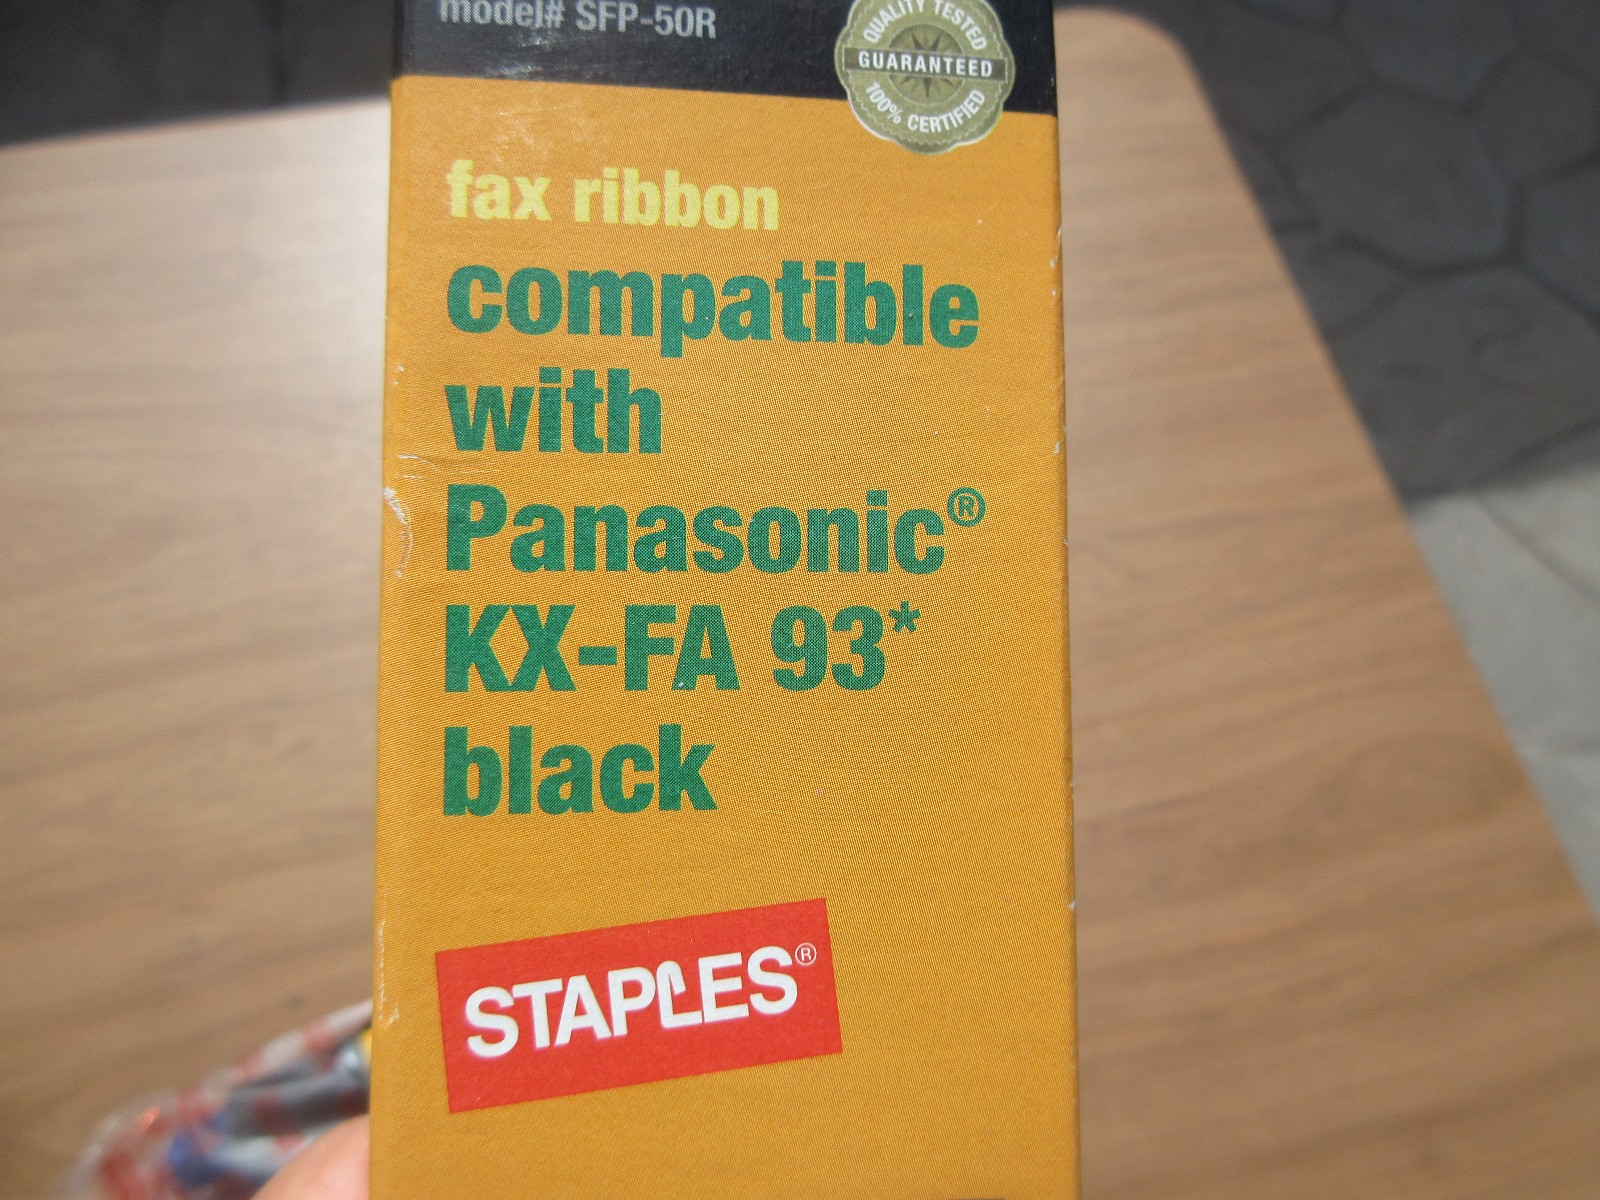 model# SFP-50R
QUALITY TESTED
GUARANTEED
100% CERTIFIED
fax ribbon
compatible
with
Panasonic®
KX-FA 93*
black
STAPLES®